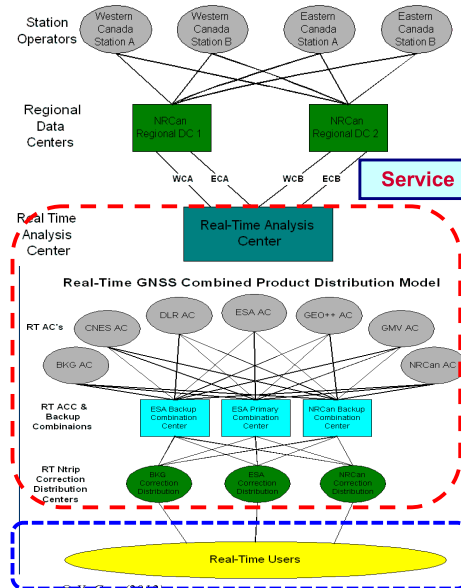 Station
Operators
Western
Canada
Station A
Western
Canada
Station B
Eastern
Canada
Station A
Eastern
Canada
Station B
Regional
Data
Centers
NRCan
Regional DC 1
NRCan
Regional DC 2
WCA
ECA
WCB
ECB
Service
Real Time
Analysis
Center
Real-Time Analysis
Center
Real-Time GNSS Combined Product Distribution Model
RT AC's
BKG AC
CNES AC
DLR AC
ESA AC
GEO++ AC
GMV AC
NRCan AC
RT ACC &
Backup
Combinaions
ESA Backup
Combination
Center
ESA Primary
Combination
Center
NRCan Backup
Combination
Center
RT Ntrip
Correction
Distribution
Centers
BKG
Correction
Distribution
ESA
Correction
Distribution
NRCan
Correction
Distribution
Real-Time Users